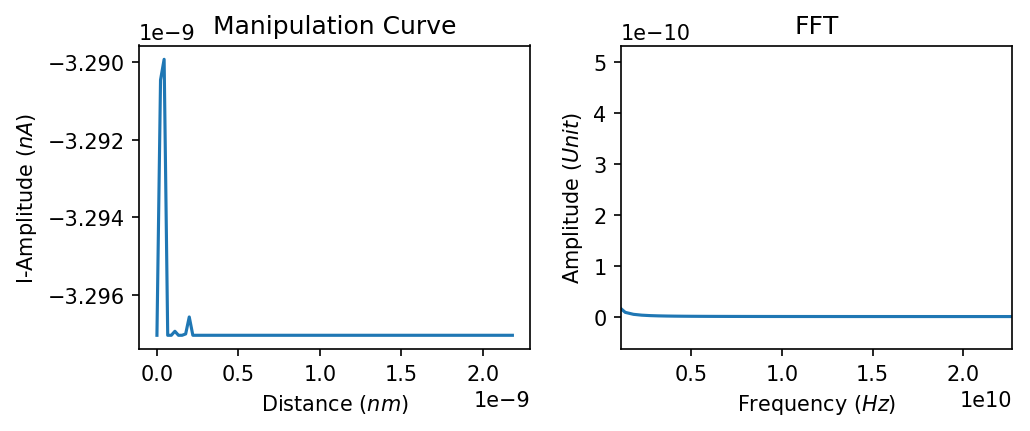 Manipulation Curve
1e−9
−3.290
−3.292
−3.294
−3.296
I-Amplitude (nA)
0.0 0.5 1.0 1.5 2.0
Distance (nm)
1e−9
FFT
1e−10
5
4
3
2
1
0
Amplitude (Unit)
0.5 1.0 1.5 2.0
Frequency (Hz)
1e10